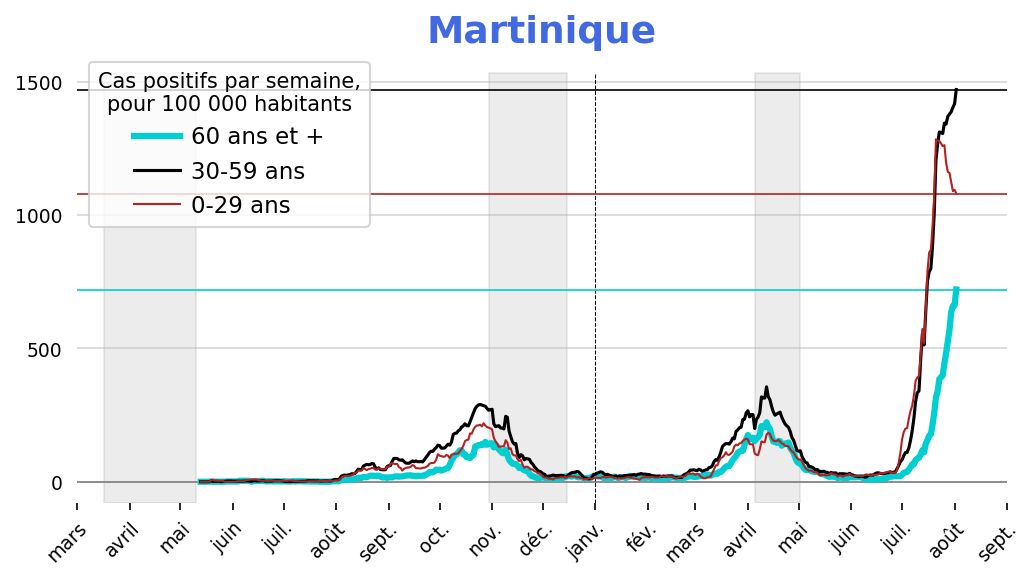 Martinique
Cas positifs par semaine,
pour 100 000 habitants
60 ans et +
30-59 ans
0-29 ans
1500
1000
500
0
mars
avril
mai
juin
juil.
août
sept.
oct.
nov.
déc.
janv.
fév.
mars
avril
mai
juin
juil.
août
sept.